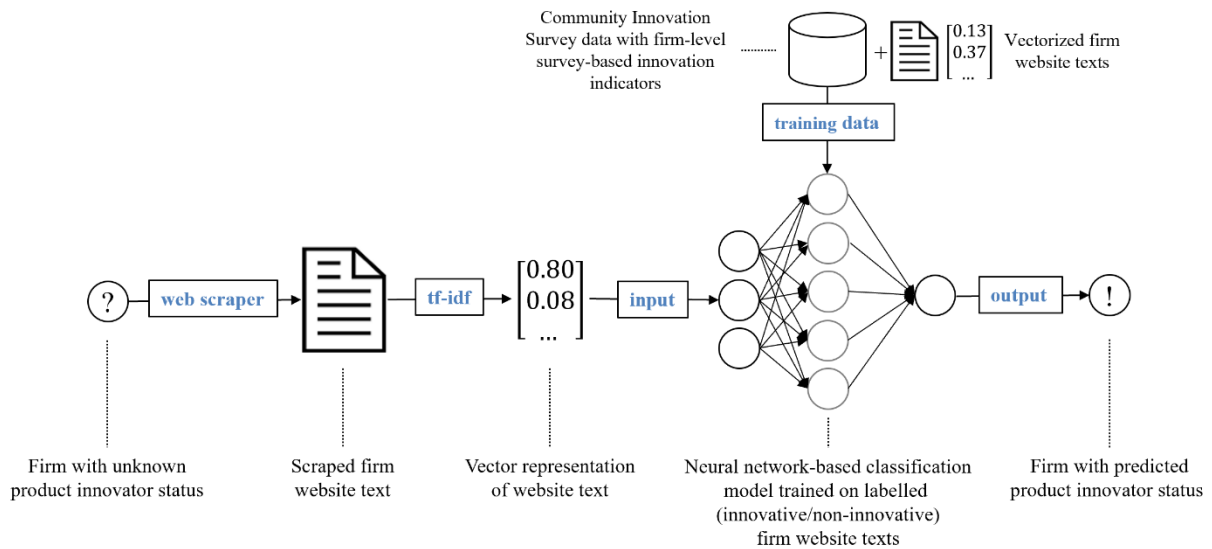 Community Innovation
Survey data with firm-level
survey-based innovation
indicators
+
0.13
0.37
...
Vectorized firm
website texts
training data
?
web scraper
tf-idf
0.80
0.08
...
input
output
!
Firm with unknown
product innovator status
Scraped firm
website text
Vector representation
of website text
Neural network-based classification
model trained on labelled
(innovative/non-innovative)
firm website texts
Firm with predicted
product innovator status